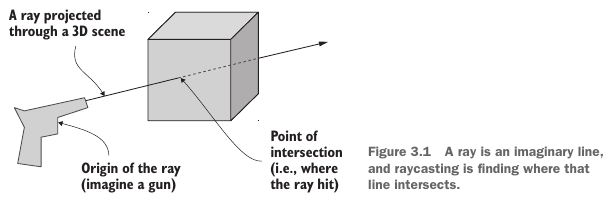 A ray projected
through a 3D scene
Origin of the ray
(imagine a gun)
Point of
intersection
(i.e., where
the ray hit)
Figure 3.1 A ray is an imaginary line,
and raycasting is finding where that
line intersects.